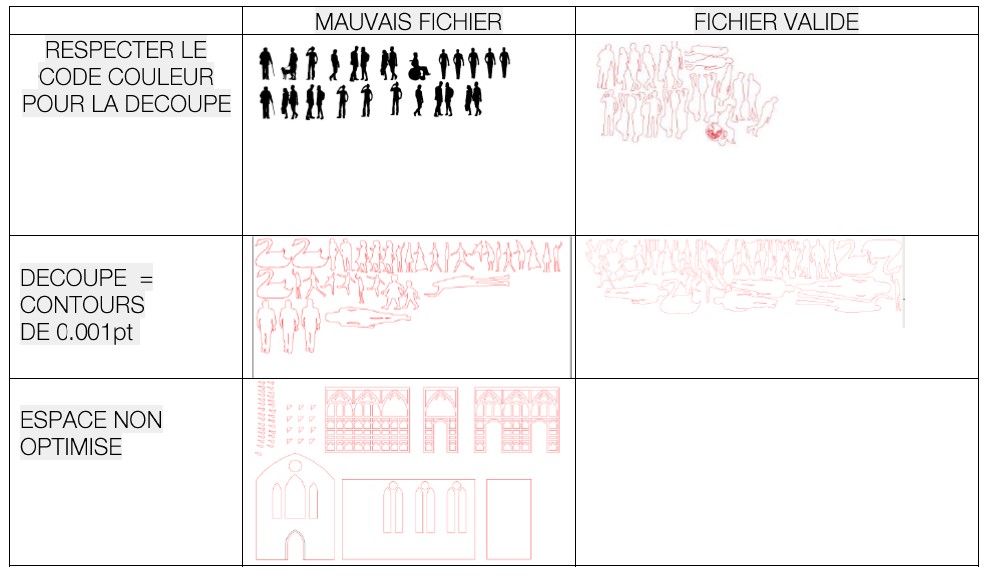 MAUVAIS FICHIER
FICHIER VALIDE
RESPECTER LE
CODE COULEUR
POUR LA DECOUPE
DECOUPE =
CONTOURS
DE 0.001pt
ESPACE NON
OPTIMISE